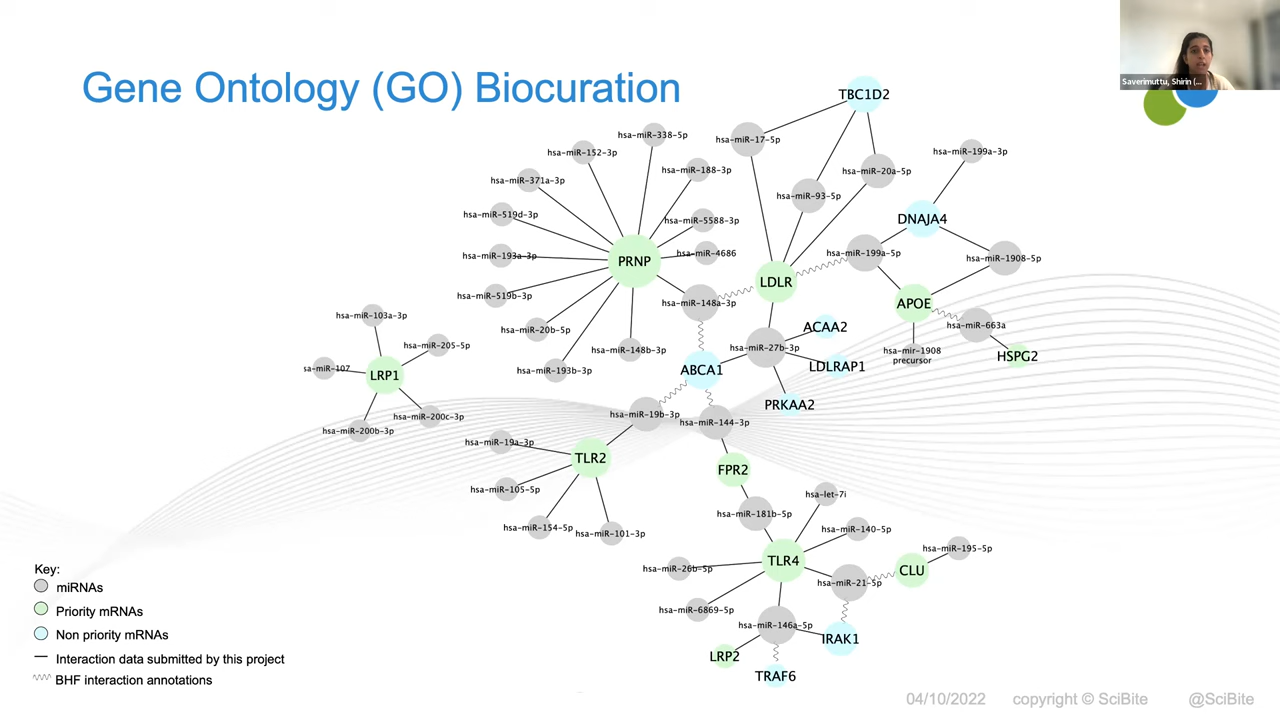 Saverimuttu, Shirin (...
Gene Ontology (GO) Biocuration
TBC1D2
hsa-miR-338-5p
hsa-miR-17-5p
hsa-miR-152-3p
hsa-miR-199a-3p
hsa-miR-188-3p
hsa-miR-20a-5p
hsa-miR-371a-3p
hsa-miR-93-5p
hsa-miR-519d-3p
hsa-miR-5588-3p
DNAJA4
hsa-miR-193a-3p
hsa-miR-4686
hsa-miR-199a-5p
hsa-miR-1908-5p
PRNP
LDLR
hsa-miR-519b-3p
hsa-miR-148a-3p
APOE
hsa-miR-103a-3p
hsa-miR-663a
hsa-miR-20b-5p
ACAA2
hsa-miR-205-5p
hsa-miR-148b-3p
hsa-miR-27b-3p
hsa-mir-1908
precursor
HSPG2
sa-miR-107
LRP1
hsa-miR-193b-3p
ABCA1
LDLRAP1
PRKAA2
hsa-miR-200c-3p
hsa-miR-19b-3p
hsa-miR-144-3p
hsa-miR-200b-3p
hsa-miR-19a-3p
TLR2
FPR2
hsa-miR-105-5p
hsa-let-7i
hsa-miR-181b-5p
hsa-miR-154-5p
hsa-miR-101-3p
hsa-miR-140-5p
hsa-miR-195-5p
TLR4
hsa-miR-26b-5p
CLU
hsa-miR-21-5p
hsa-miR-6869-5p
hsa-miR-146a-5p
IRAK1
LRP2
TRAF6
Key:
miRNAs
Priority mRNAs
Non priority mRNAs
Interaction data submitted by this project
BHF interaction annotations
04/10/2022 copyright © SciBite @SciBite